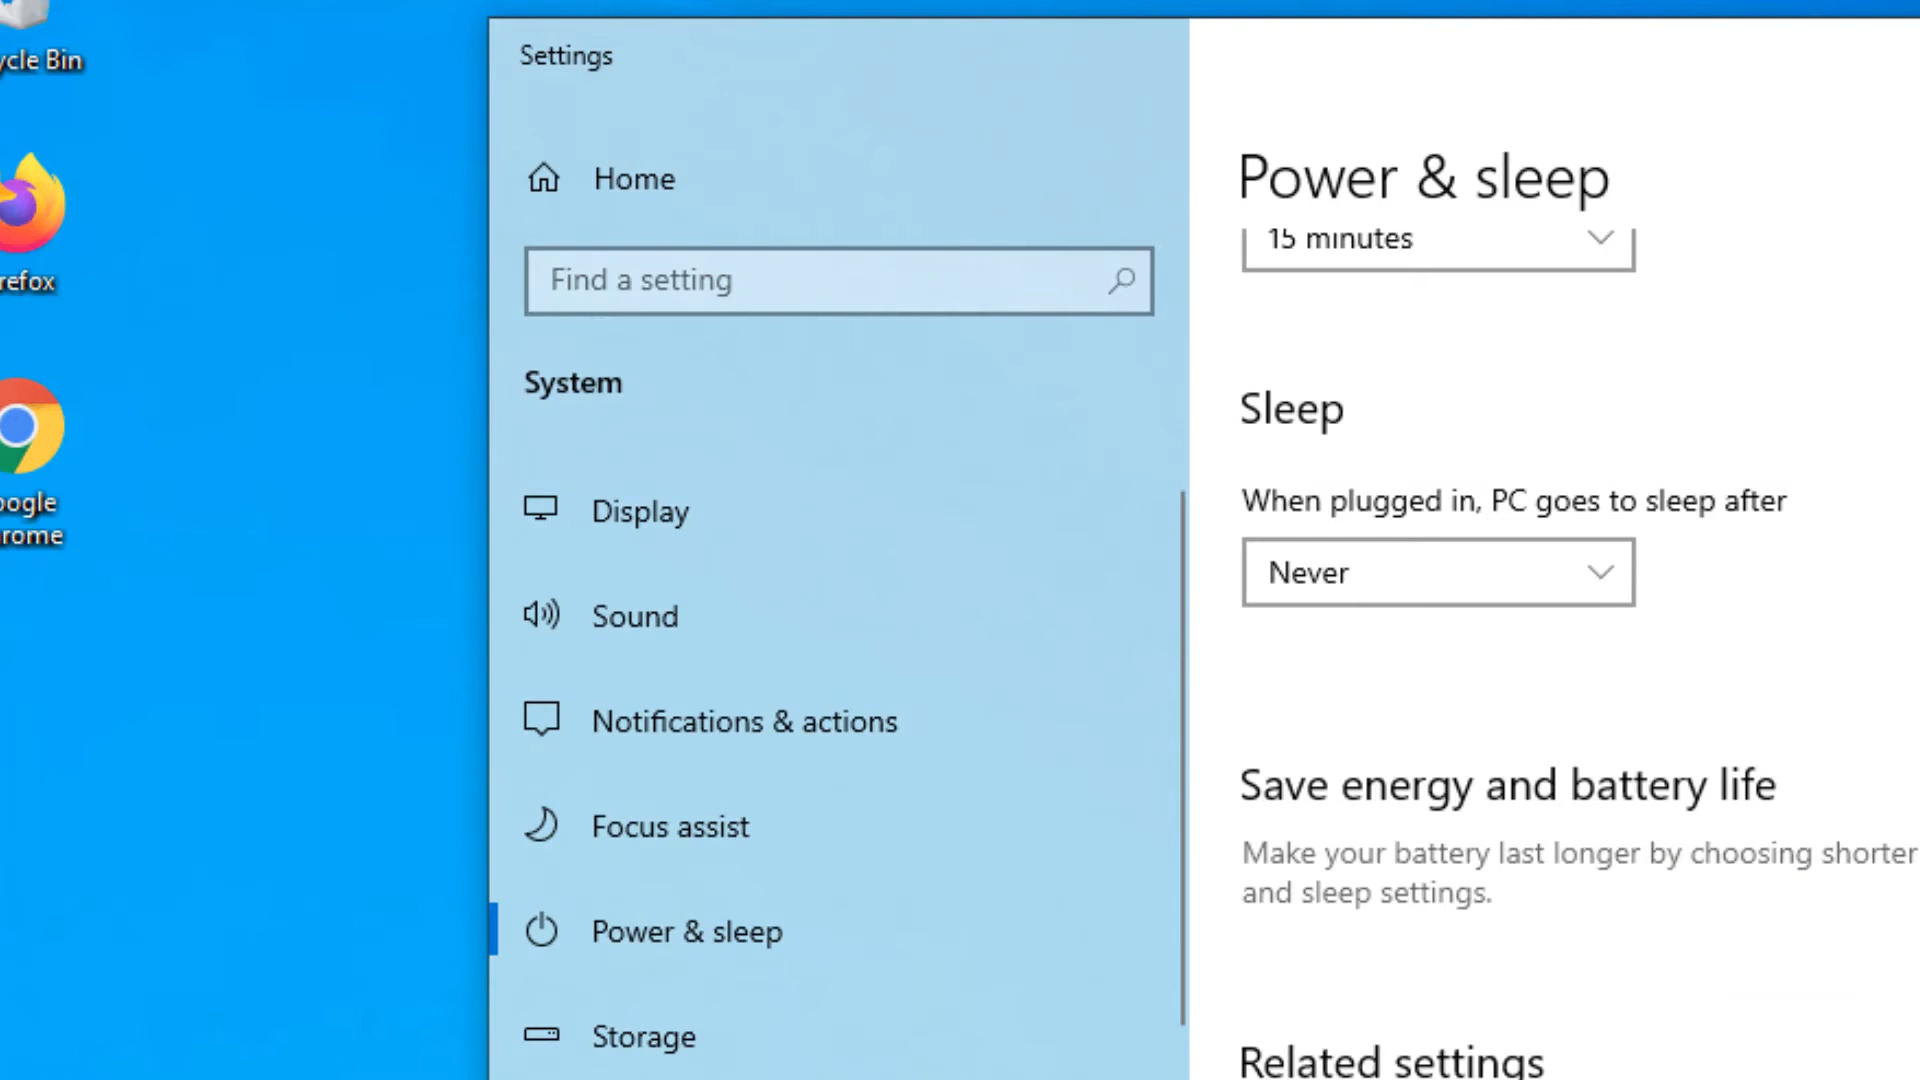 ycle Bin
refox
oogle
rome
Settings
Home
Find a setting
System
Display
Sound
Notifications & actions
Focus assist
Power & sleep
Storage
Power & sleep
15 minutes
Sleep
When plugged in, PC goes to sleep after
Never
Save energy and battery life
Make your battery last longer by choosing shorter
and sleep settings.
Related settings